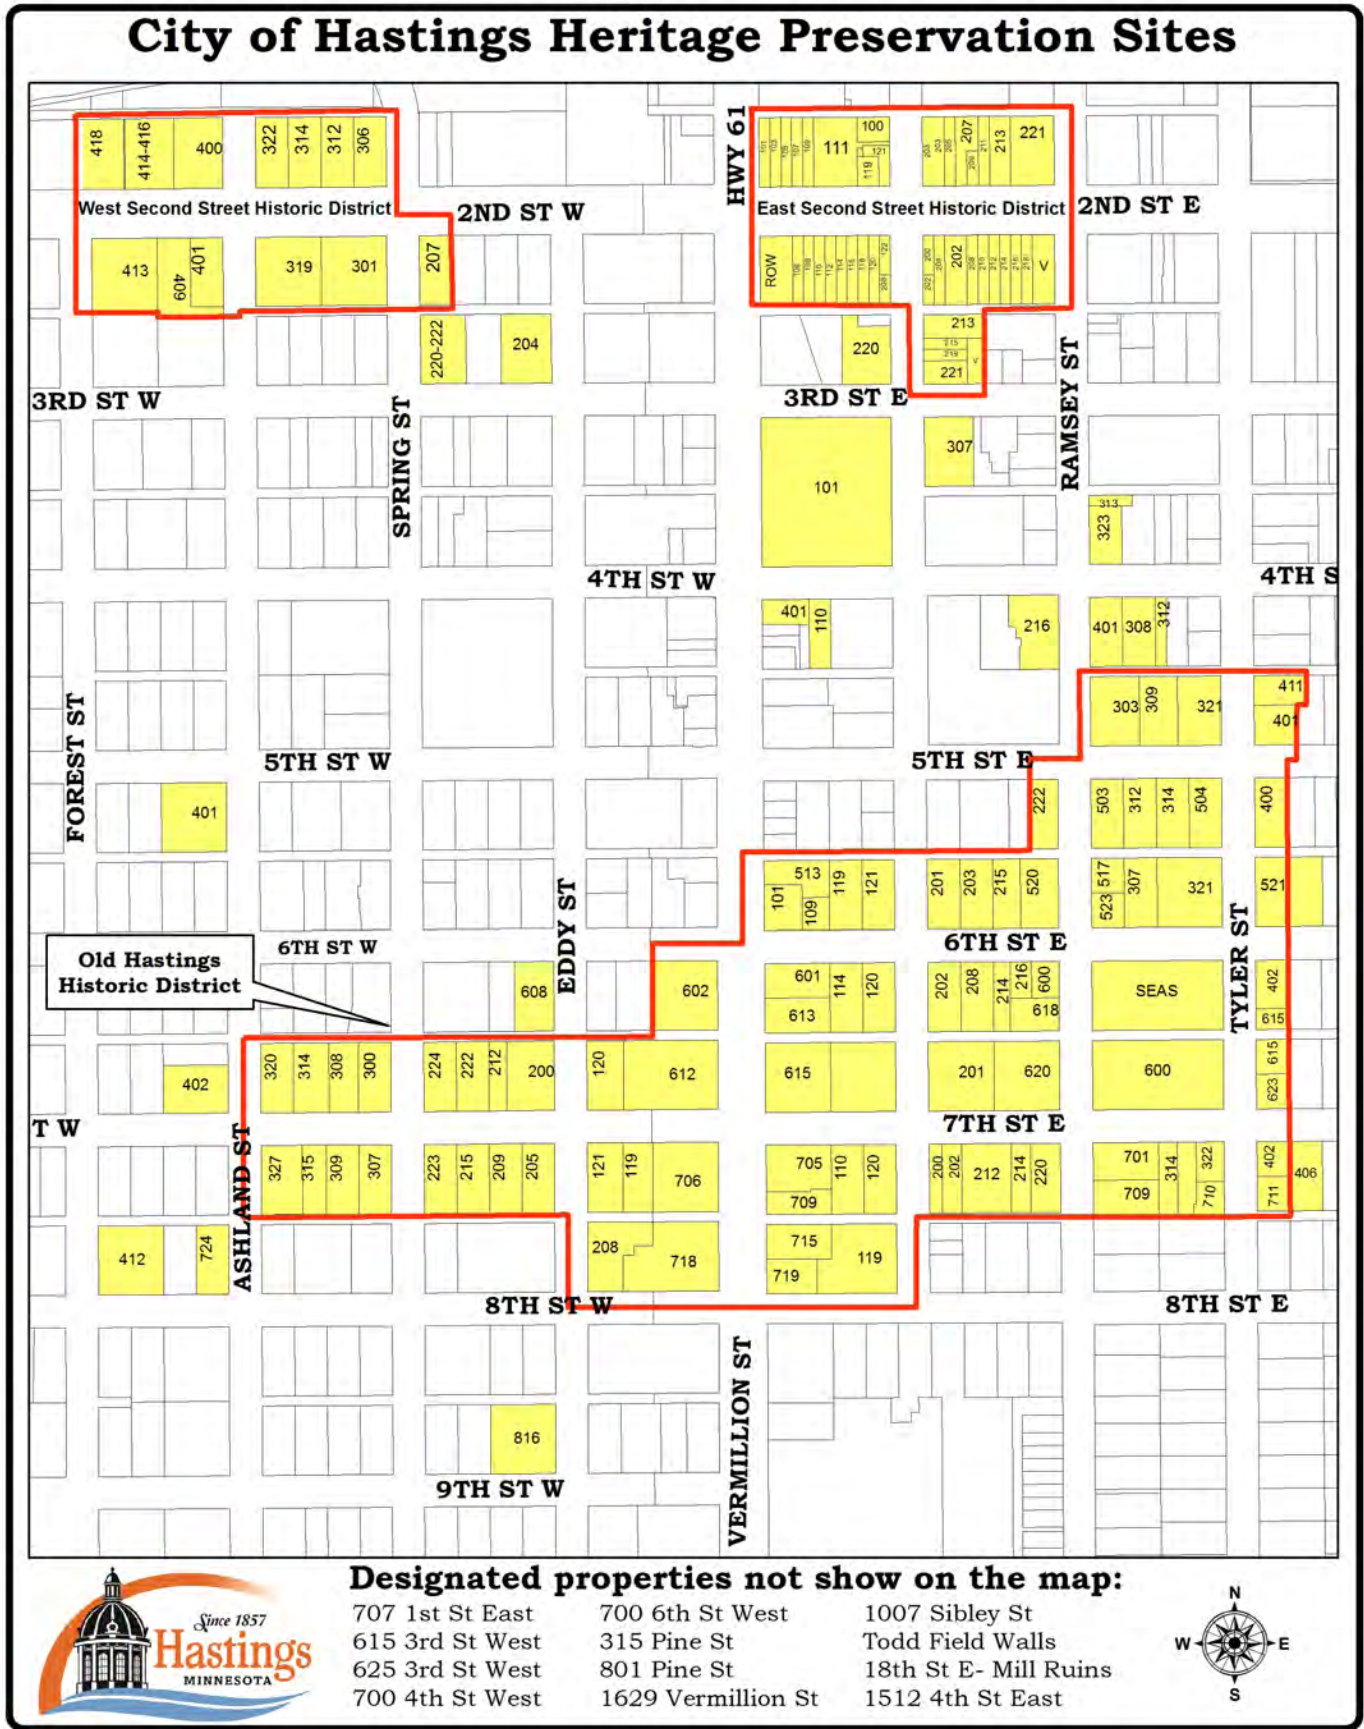 City of Hastings Heritage Preservation Sites
418
414-416
400
322
314
312
306
West Second Street Historic District
2ND ST W
413
409
401
319
301
207
220-222
204
HWY 61
111
100
121
119
207
213
221
East Second Street Historic District
2ND ST E
ROW
202
V
220
213
215
219
V
221
3RD ST W
3RD ST E
SPRING ST
RAMSEY ST
307
101
313
323
4TH ST W
4TH S
401
110
216
401
308
312
303
309
321
411
401
FOREST ST
5TH ST W
5TH ST E
401
222
503
312
314
504
400
513
101
109
119
121
201
203
215
520
517
523
307
321
521
EDDY ST
6TH ST W
6TH ST E
TYLER ST
Old Hastings
Historic District
608
602
601
613
114
120
202
208
214
216
600
618
SEAS
402
615
402
320
314
308
300
224
222
212
200
120
612
615
201
620
600
615
623
T W
7TH ST E
ASHLAND ST
327
315
309
307
223
215
209
205
121
119
706
705
709
110
120
200
202
212
214
220
701
709
314
322
710
402
711
406
412
724
208
718
715
719
119
8TH ST W
8TH ST E
VERMILLION ST
816
9TH ST W
Since 1857
Hastings
MINNESOTA
Designated properties not show on the map:
707 1st St East
615 3rd St West
625 3rd St West
700 4th St West
700 6th St West
315 Pine St
801 Pine St
1629 Vermillion St
1007 Sibley St
Todd Field Walls
18th St E- Mill Ruins
1512 4th St East
N
W
E
S